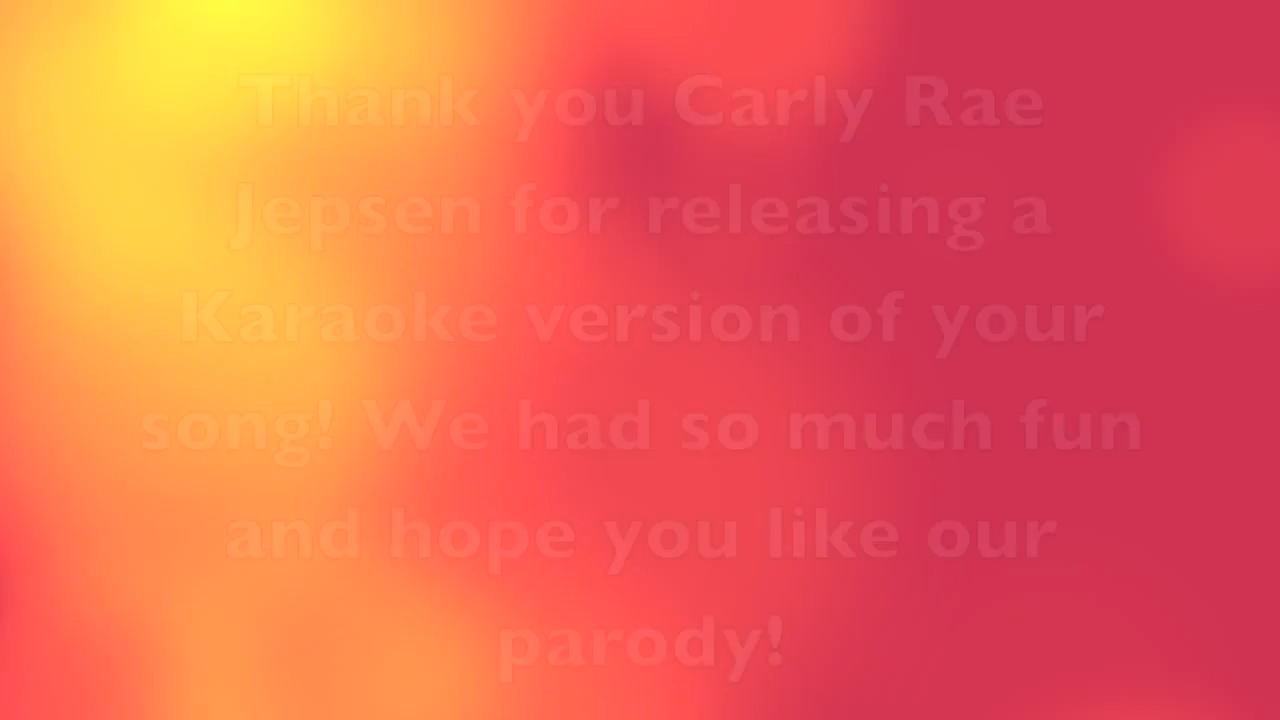 Thank you Carly Rae
Jepsen for releasing a
Karaoke version of your
song! We had so much fun
and hope you like our
parody!